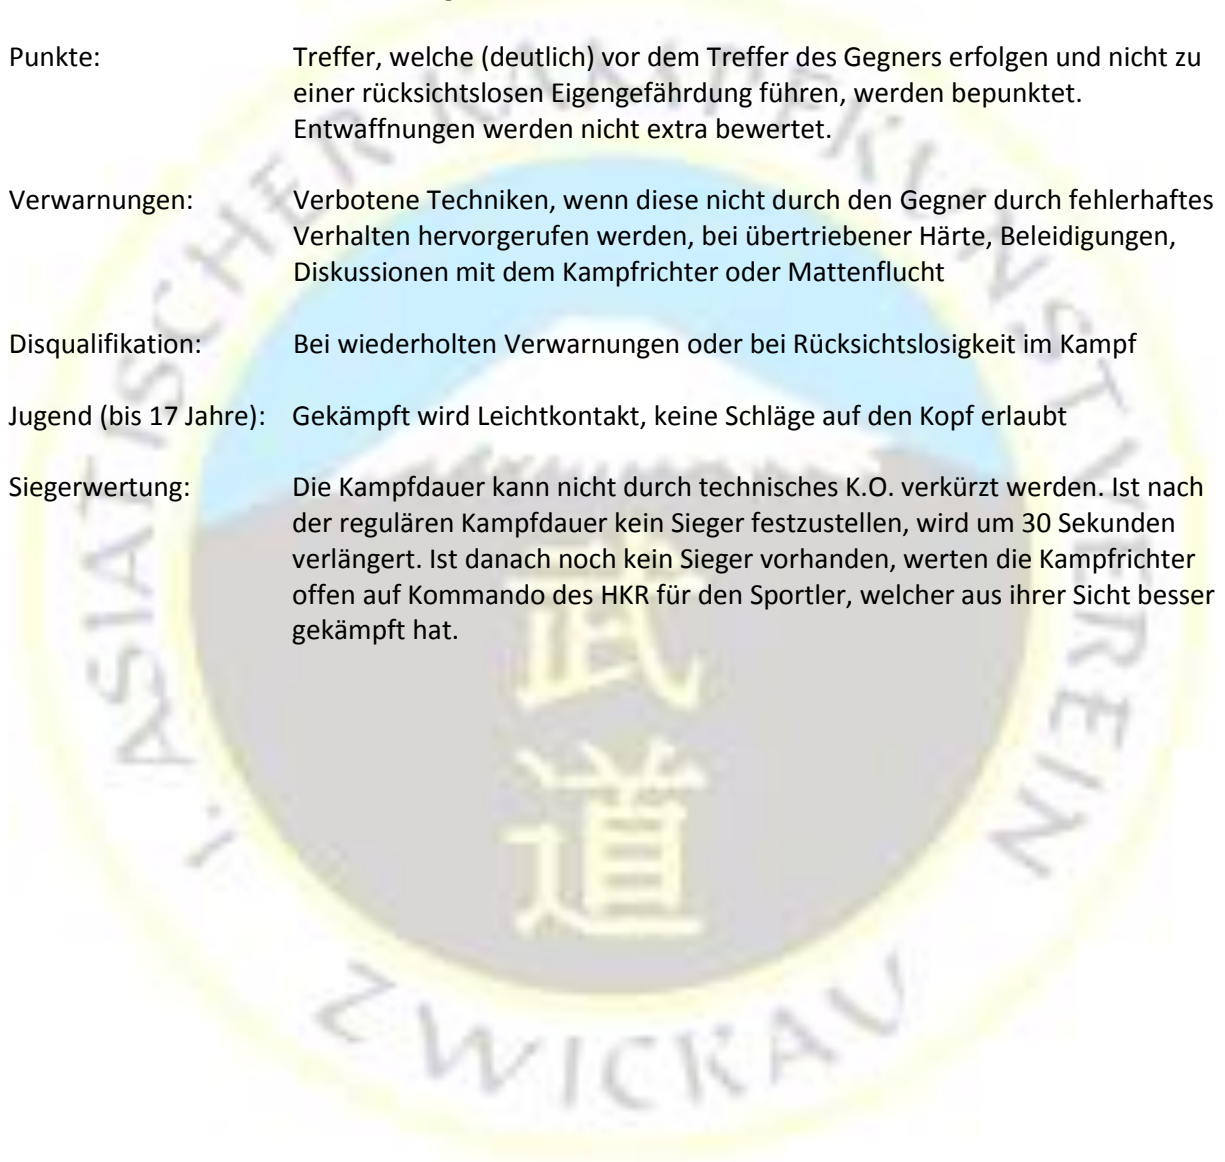 Punkte: Treffer, welche (deutlich) vor dem Treffer des Gegners erfolgen und nicht zu
einer rücksichtslosen Eigengefährdung führen, werden bepunktet.
Entwaffnungen werden nicht extra bewertet.
Verwarnungen: Verbotene Techniken, wenn diese nicht durch den Gegner durch fehlerhaftes
Verhalten hervorgerufen werden, bei übertriebener Härte, Beleidigungen,
Diskussionen mit dem Kampfrichter oder Mattenflucht
Disqualifikation: Bei wiederholten Verwarnungen oder bei Rücksichtslosigkeit im Kampf
Jugend (bis 17 Jahre): Gekämpft wird Leichtkontakt, keine Schläge auf den Kopf erlaubt
Siegerwertung: Die Kampfdauer kann nicht durch technisches K.O. verkürzt werden. Ist nach
der regulären Kampfdauer kein Sieger festzustellen, wird um 30 Sekunden
verlängert. Ist danach noch kein Sieger vorhanden, werten die Kampfrichter
offen auf Kommando des HKR für den Sportler, welcher aus ihrer Sicht besser
gekämpft hat.
1. ASIATISCHER KAMPFKUNSTVEREIN
ZWICKAU
武
道